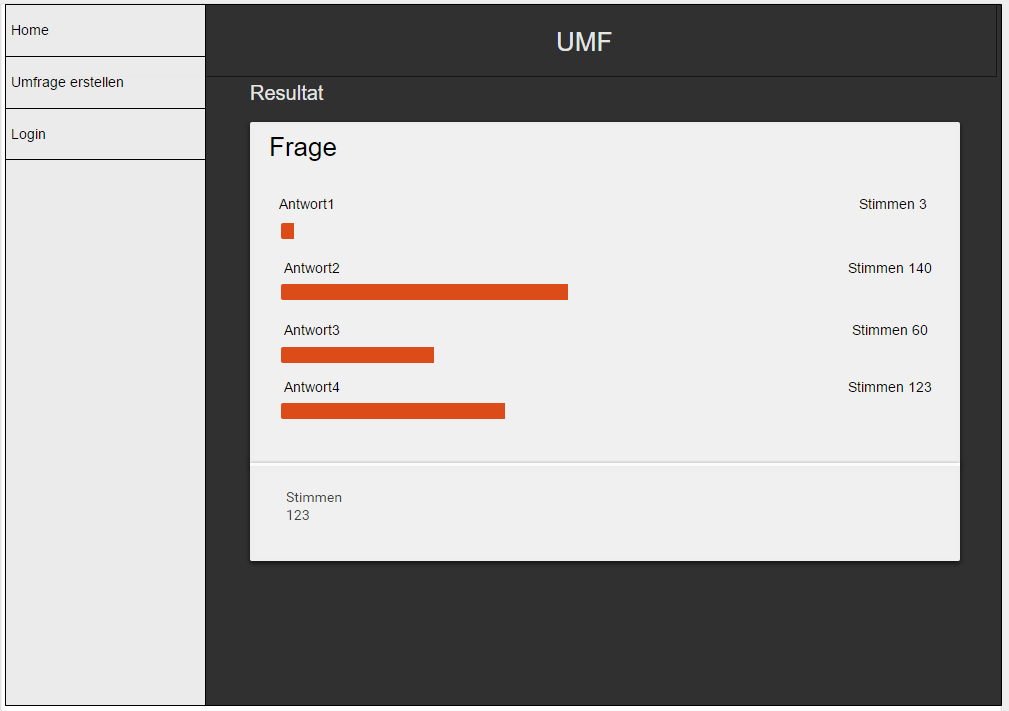 Home
Umfrage erstellen
Login
UMF
Resultat
Frage
Antwort1 Stimmen 3
Antwort2 Stimmen 140
Antwort3 Stimmen 60
Antwort4 Stimmen 123
Stimmen
123